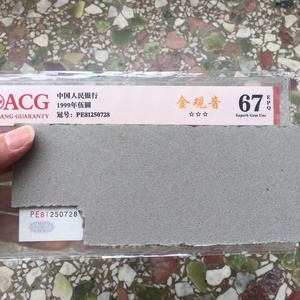 ACG
ANG GUARANTY
中国人民银行
1999年伍圆
冠号: PE81250728
金观音
☆☆☆
67 EPQ
Superb Gem Unc
PE81250728